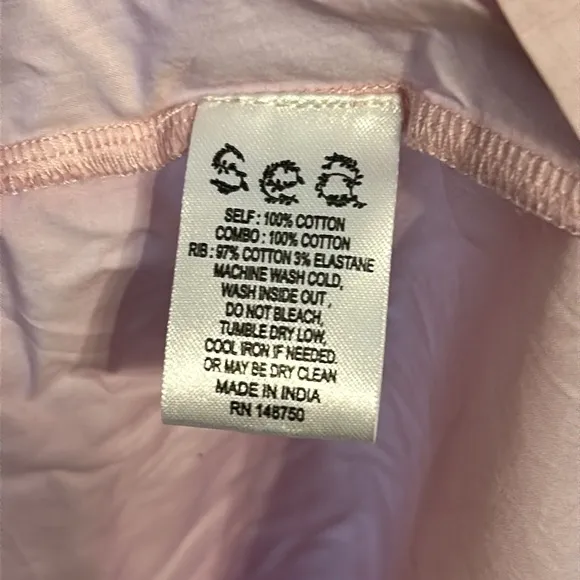 Sea
SELF : 100% COTTON
COMBO : 100% COTTON
RIB : 97% COTTON 3% ELASTANE
MACHINE WASH COLD,
WASH INSIDE OUT ,
DO NOT BLEACH,
TUMBLE DRY LOW,
COOL IRON IF NEEDED.
OR MAY BE DRY CLEAN
MADE IN INDIA
RN 148750